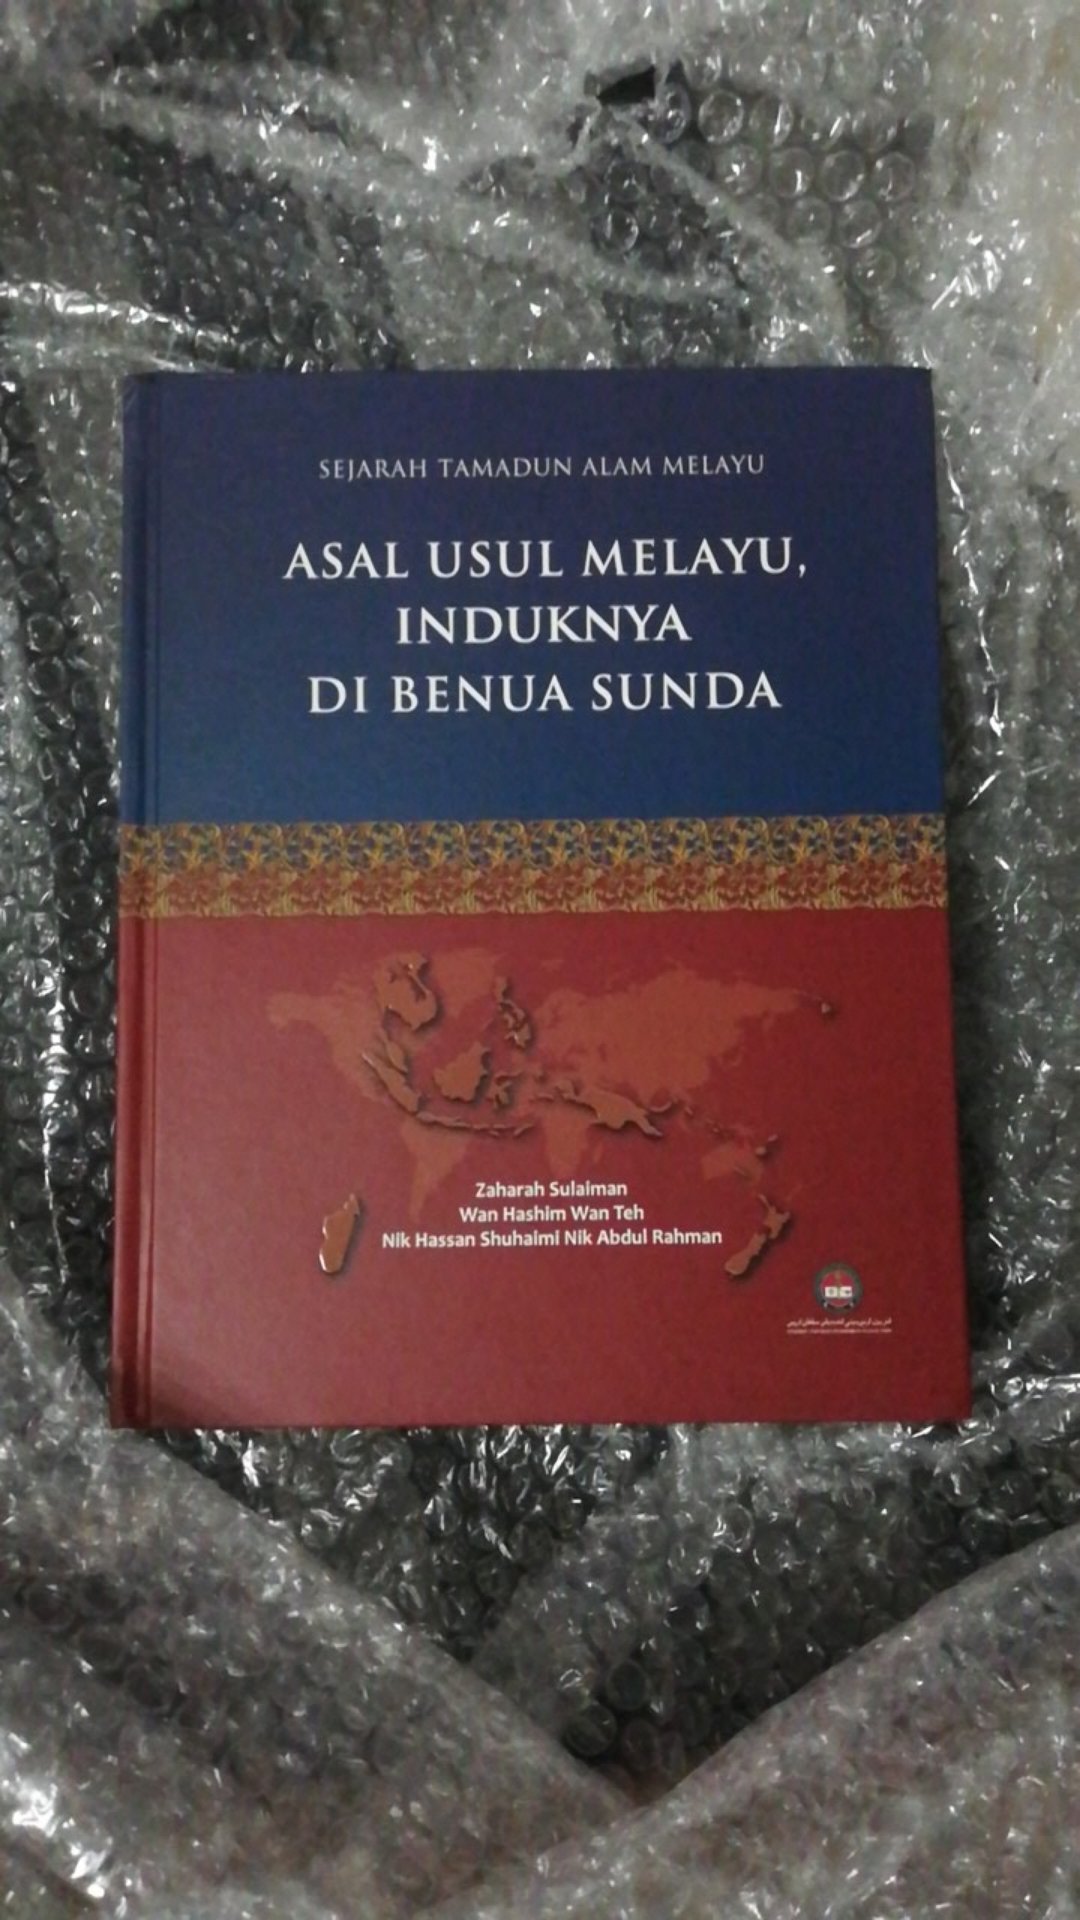 SEJARAH TAMADUN ALAM MELAYU
ASAL USUL MELAYU,
INDUKNYA
DI BENUA SUNDA
Zaharah Sulaiman
Wan Hashim Wan Teh
Nik Hassan Shuhaimi Nik Abdul Rahman